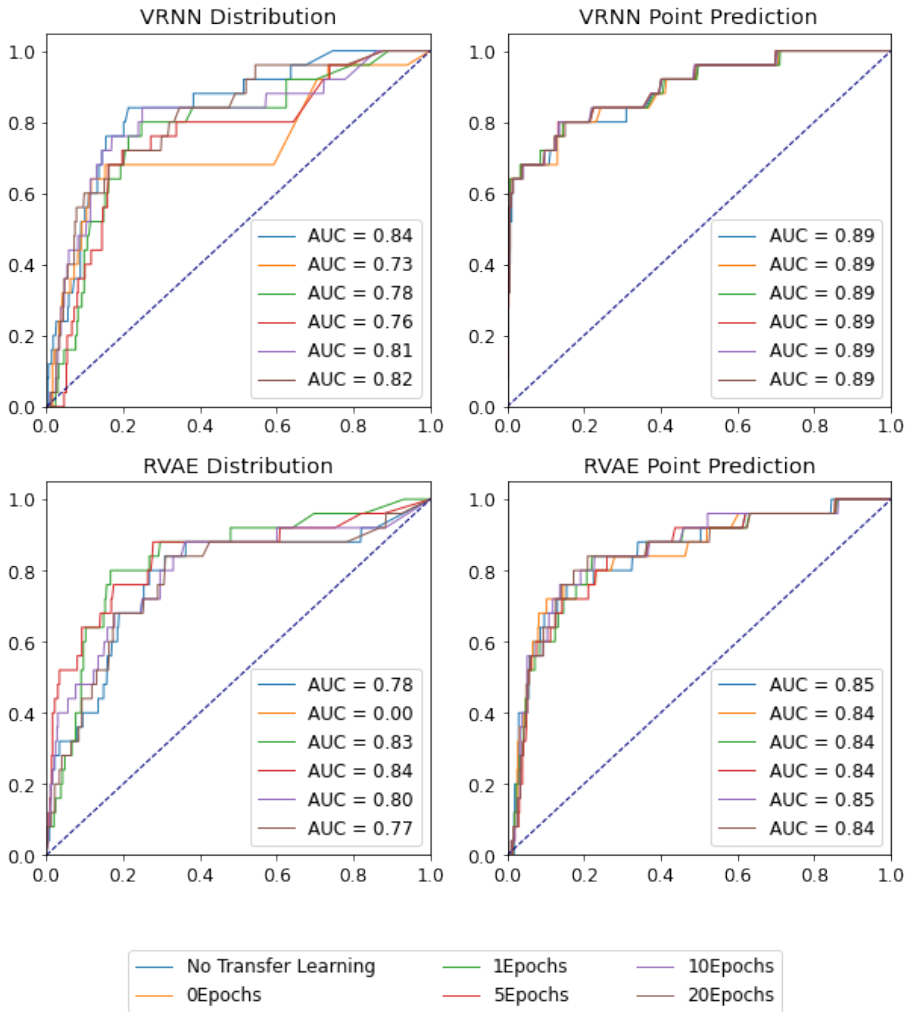 VRNN Distribution
VRNN Point Prediction
1.0
0.8
0.6
0.4
0.2
0.0
0.0 0.2 0.4 0.6 0.8 1.0
AUC = 0.84
AUC = 0.73
AUC = 0.78
AUC = 0.76
AUC = 0.81
AUC = 0.82
1.0
0.8
0.6
0.4
0.2
0.0
0.0 0.2 0.4 0.6 0.8 1.0
AUC = 0.89
AUC = 0.89
AUC = 0.89
AUC = 0.89
AUC = 0.89
AUC = 0.89
RVAE Distribution
RVAE Point Prediction
1.0
0.8
0.6
0.4
0.2
0.0
0.0 0.2 0.4 0.6 0.8 1.0
AUC = 0.78
AUC = 0.00
AUC = 0.83
AUC = 0.84
AUC = 0.80
AUC = 0.77
1.0
0.8
0.6
0.4
0.2
0.0
0.0 0.2 0.4 0.6 0.8 1.0
AUC = 0.85
AUC = 0.84
AUC = 0.84
AUC = 0.84
AUC = 0.85
AUC = 0.84
No Transfer Learning 1Epochs 10Epochs
0Epochs 5Epochs 20Epochs